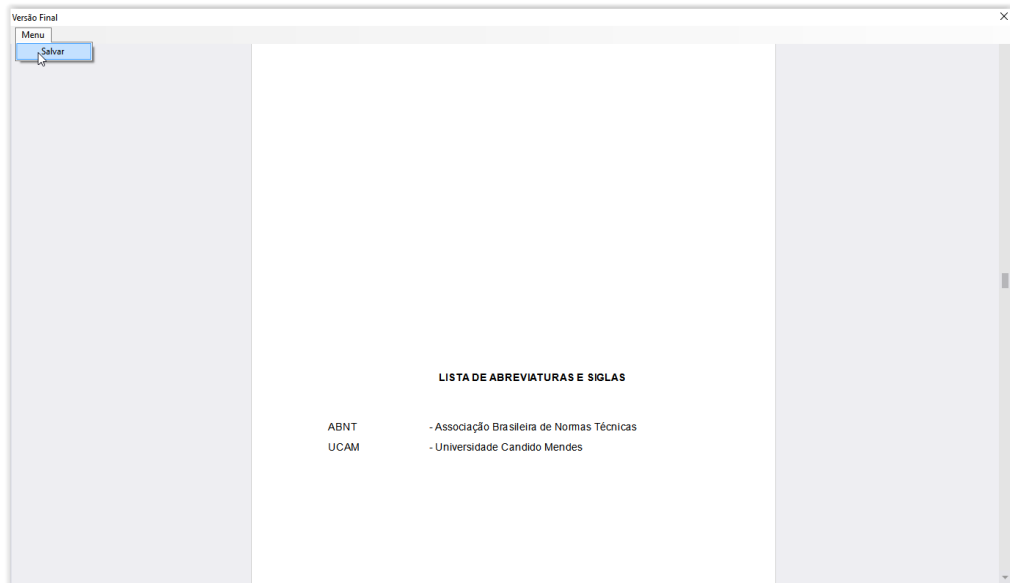 Versão Final
Menu
Salvar
LISTA DE ABREVIATURAS E SIGLAS
ABNT - Associação Brasileira de Normas Técnicas
UCAM - Universidade Candido Mendes